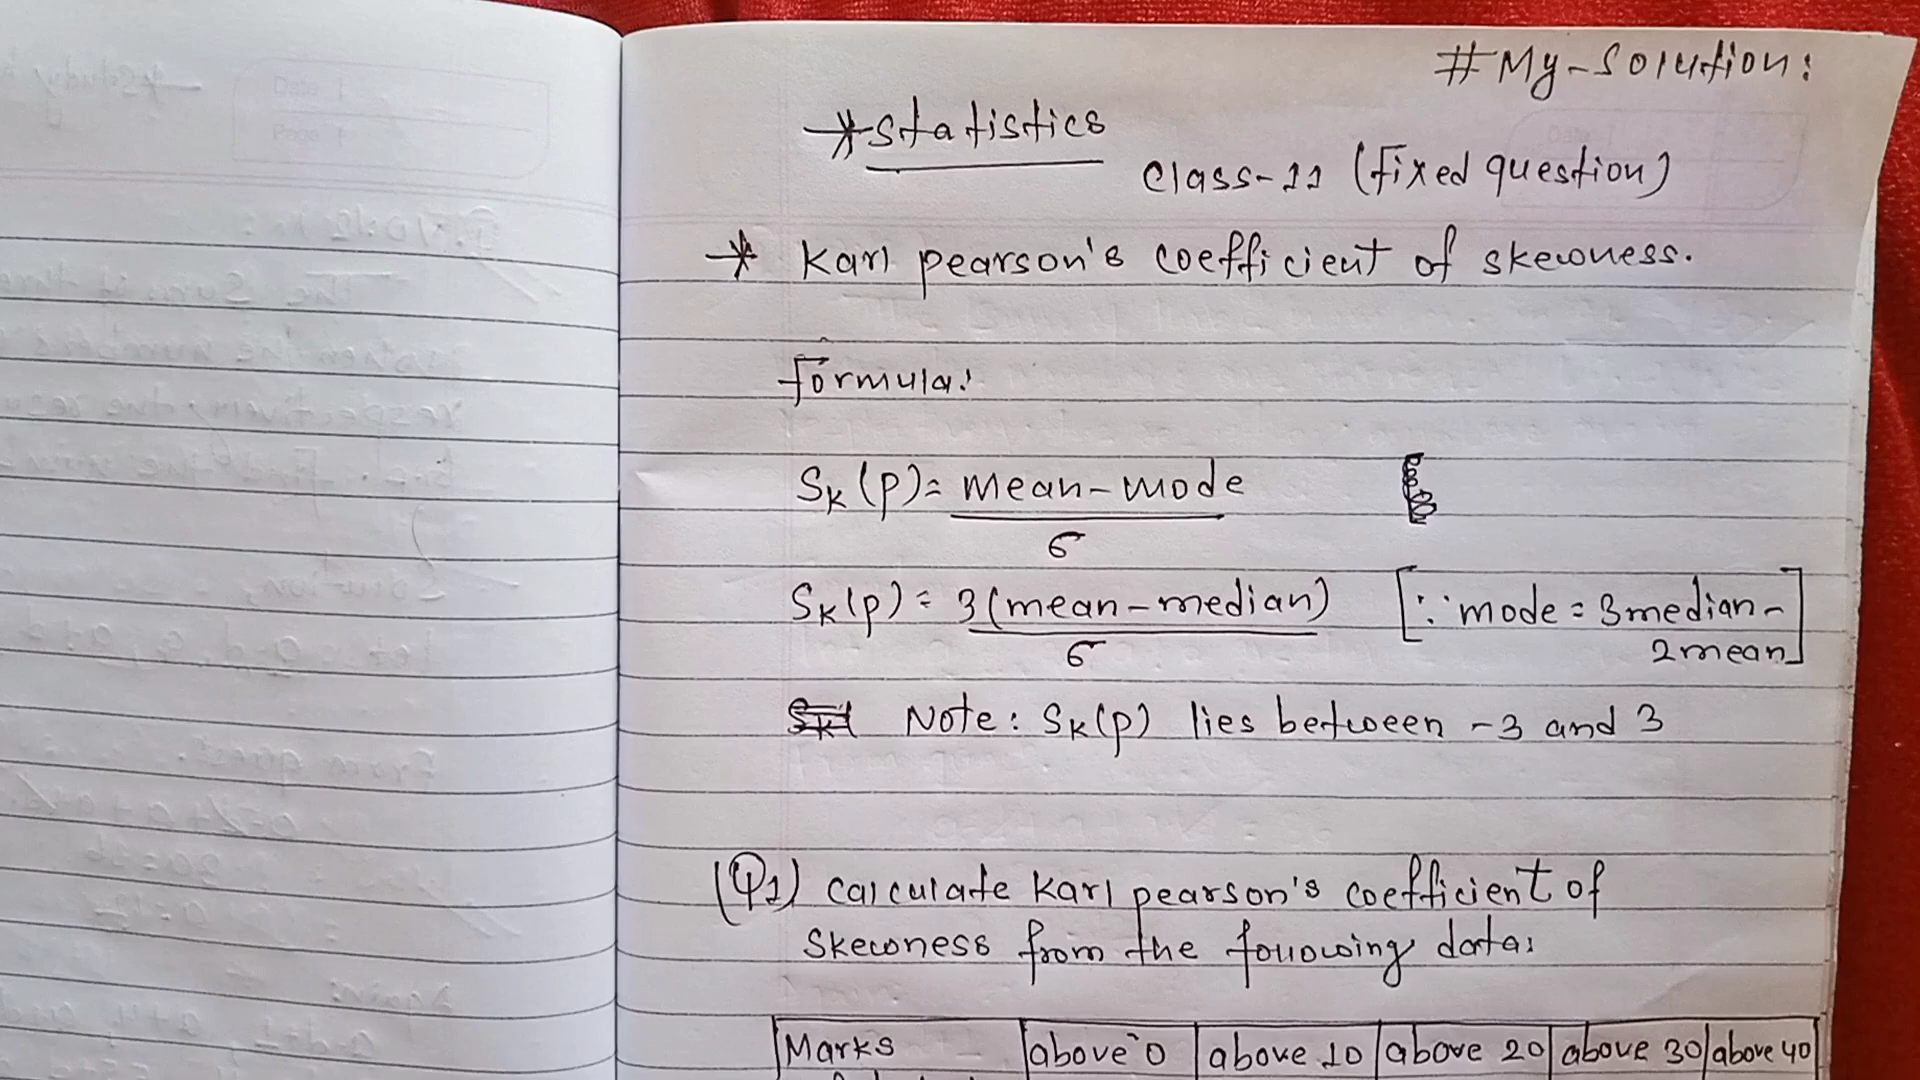 #My-Solution:
*Statistics
Class-11 (fixed question)
* Karl pearson's coefficient of skewness.
formula:
Sk(p) = mean-mode
σ
Sk(p) = 3(mean-median) [∵ mode = 3median-
σ 2mean]
Note: Sk(p) lies between -3 and 3
(Q1) calculate Karl pearson's coefficient of
skewness from the following data:
Marks above 0 above 10 above 20 above 30 above 40